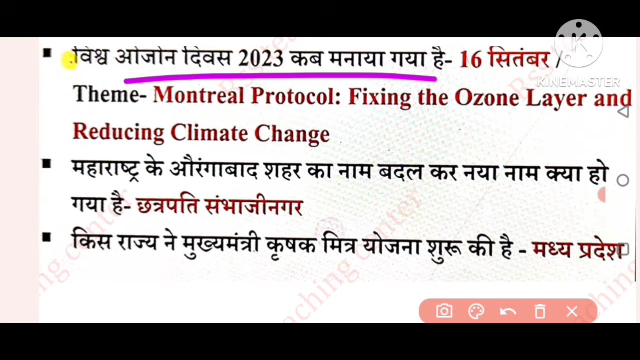 विश्व ओजोन दिवस 2023 कब मनाया गया है- 16 सितंबर /
Theme- Montreal Protocol: Fixing the Ozone Layer and
Reducing Climate Change
महाराष्ट्र के औरंगाबाद शहर का नाम बदल कर नया नाम क्या हो
गया है- छत्रपति संभाजीनगर
किस राज्य ने मुख्यमंत्री कृषक मित्र योजना शुरू की है - मध्य प्रदेश
KINEMASTER